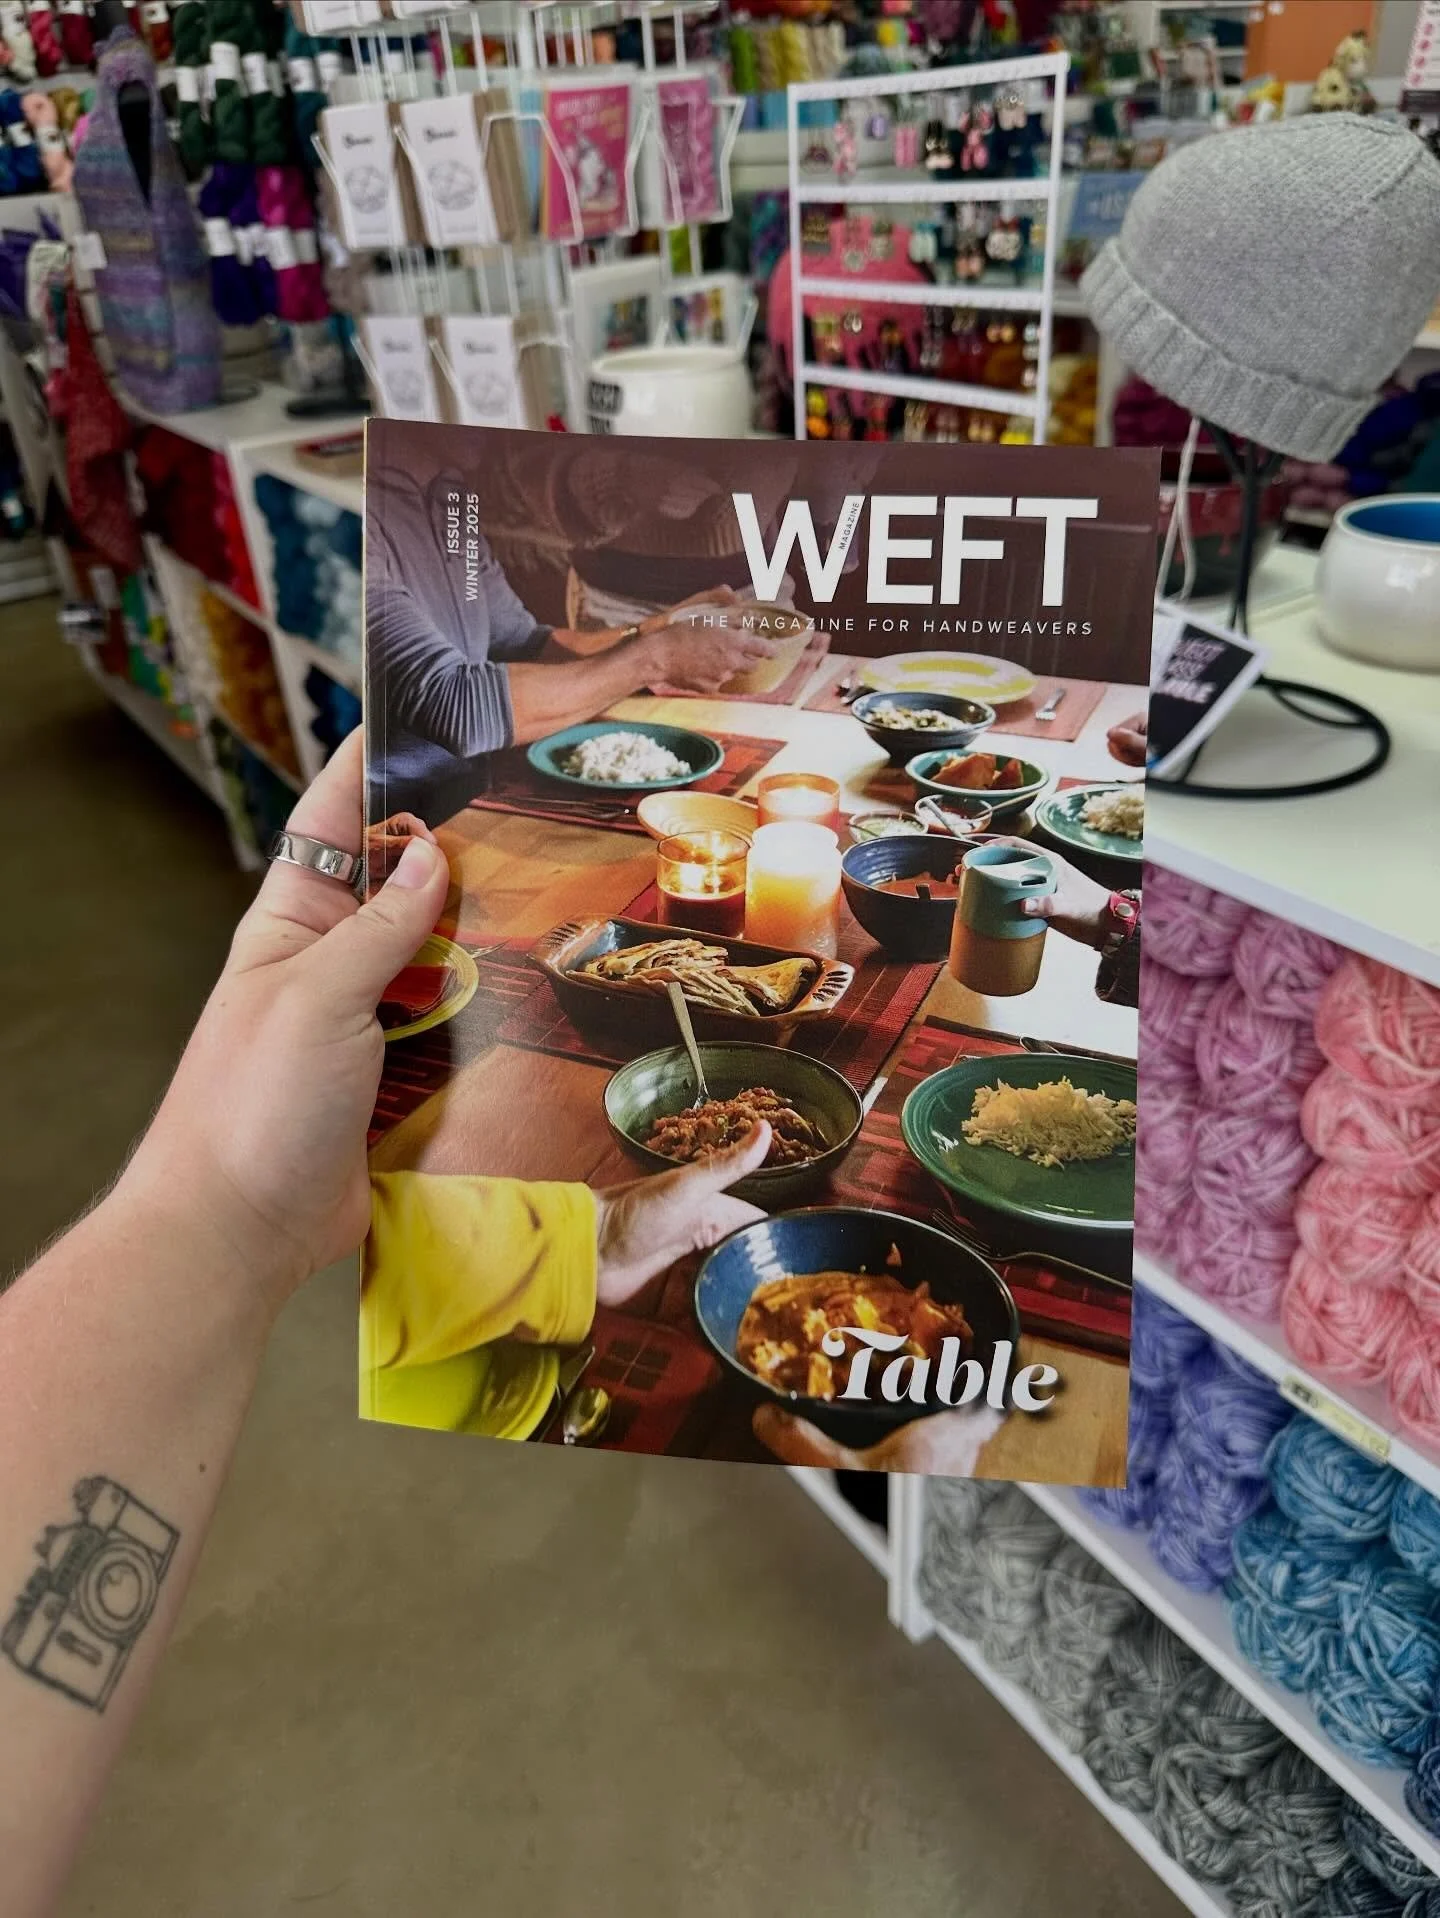 ISSUE 3
WINTER 2025
WEFT
MAGAZINE
THE MAGAZINE FOR HANDWEAVERS
Table